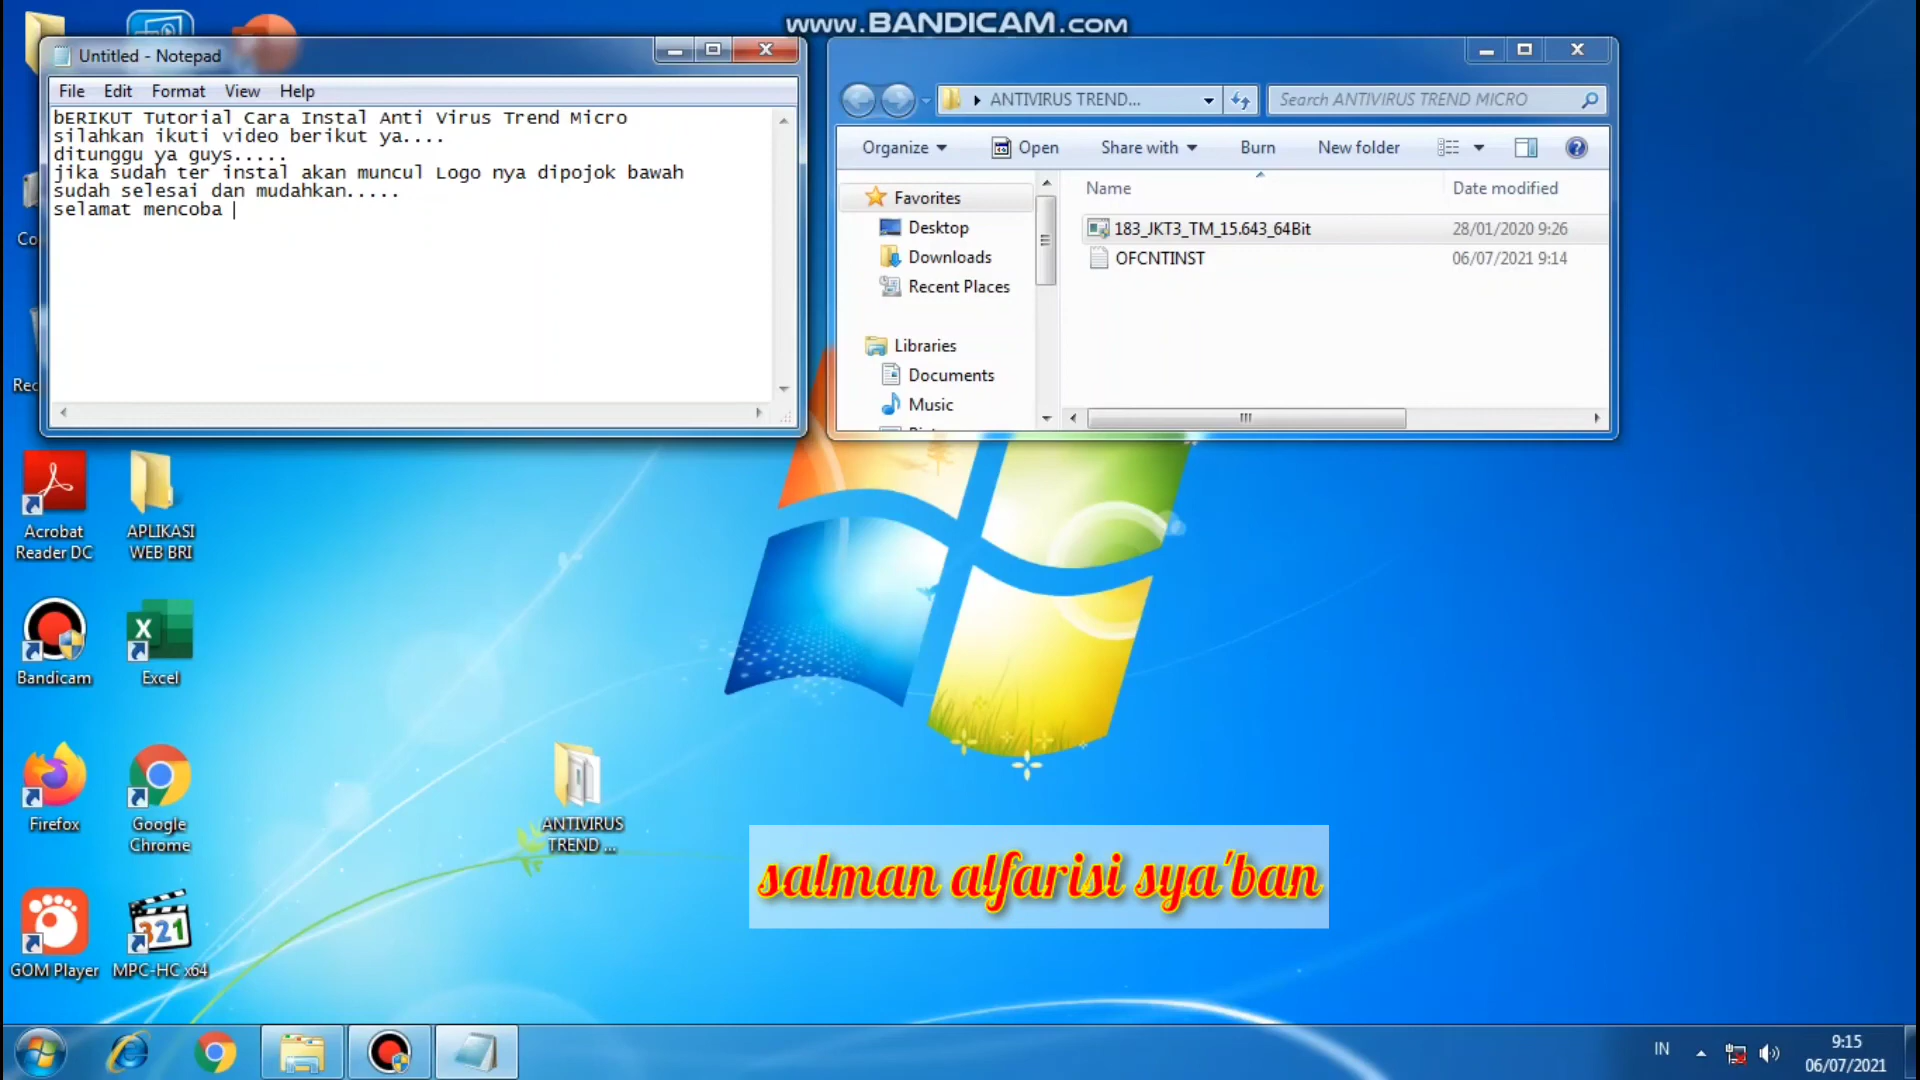 www.BANDICAM.com
Untitled - Notepad
File Edit Format View Help
bERIKUT Tutorial Cara Instal Anti Virus Trend Micro
silahkan ikuti video berikut ya....
ditunggu ya guys.....
jika sudah ter instal akan muncul Logo nya dipojok bawah
sudah selesai dan mudahkan.....
selamat mencoba
ANTIVIRUS TREND...
Search ANTIVIRUS TREND MICRO
Organize Open Share with Burn New folder
Name Date modified
Favorites
Desktop
Downloads
Recent Places
Libraries
Documents
Music
183_JKT3_TM_15.643_64Bit 28/01/2020 9:26
OFCNTINST 06/07/2021 9:14
Acrobat
Reader DC
APLIKASI
WEB BRI
Bandicam
Excel
Firefox
Google
Chrome
GOM Player
MPC-HC x64
321
ANTIVIRUS
TREND ...
salman alfarisi sya'ban
IN
9:15
06/07/2021